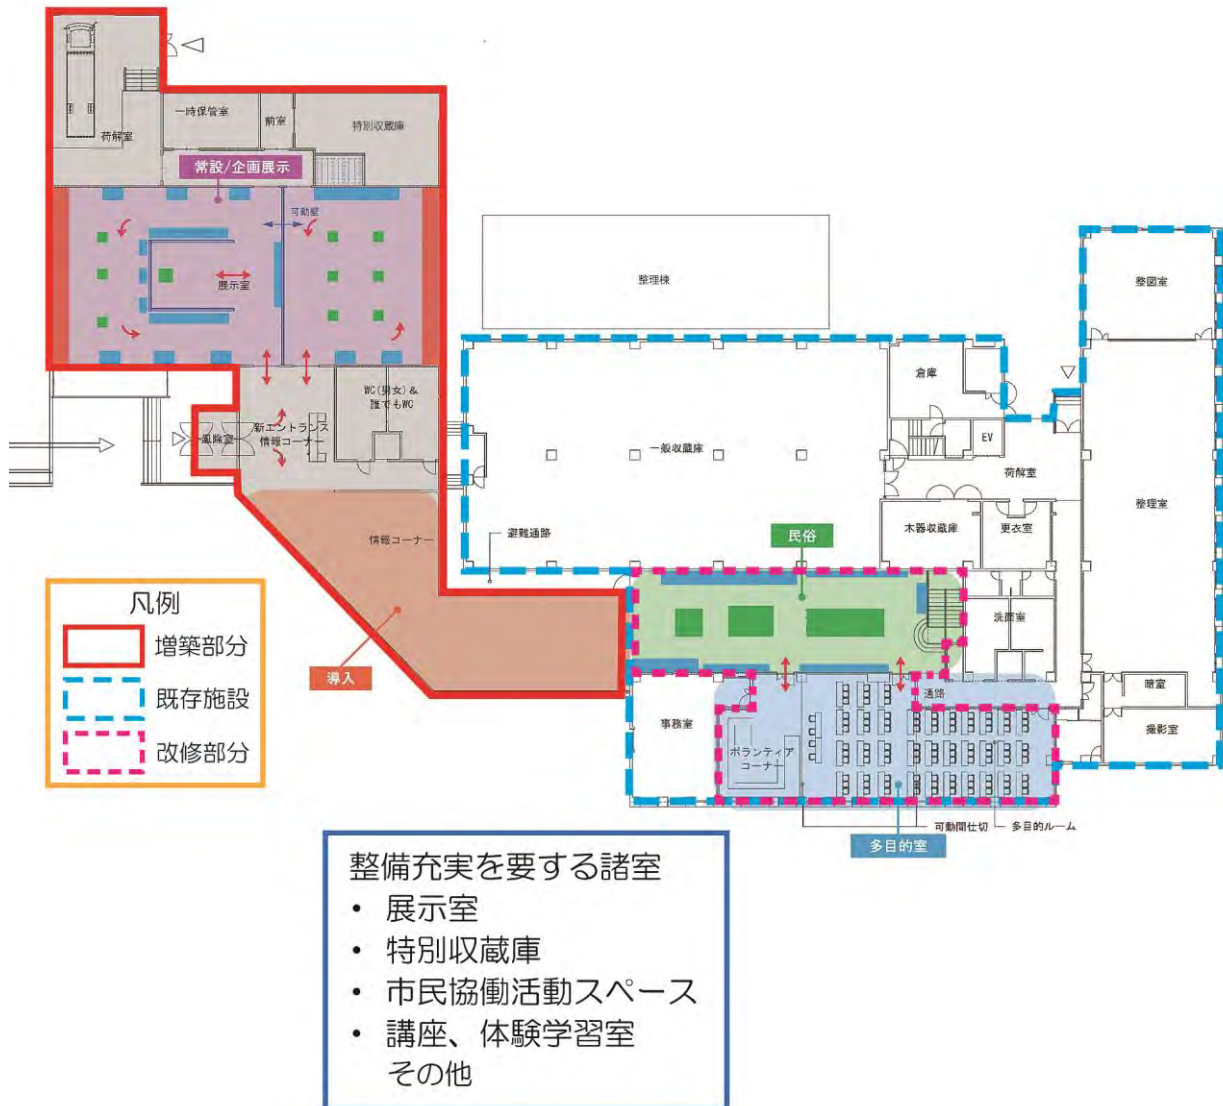 一時保管室
前室
特別収蔵庫
荷解室
常設/企画展示
可動壁
展示室
整理棟
整図室
WC(男女)&
誰でもWC
風除室
新エントランス
情報コーナー
倉庫
EV
一般収蔵庫
荷解室
整理室
木器収蔵庫
更衣室
避難通路
民俗
情報コーナー
洗面室
導入
事務室
ボランティア
コーナー
通路
暗室
撮影室
可動間仕切
多目的ルーム
多目的室
凡例
増築部分
既存施設
改修部分
整備充実を要する諸室
• 展示室
• 特別収蔵庫
• 市民協働活動スペース
• 講座、体験学習室
その他